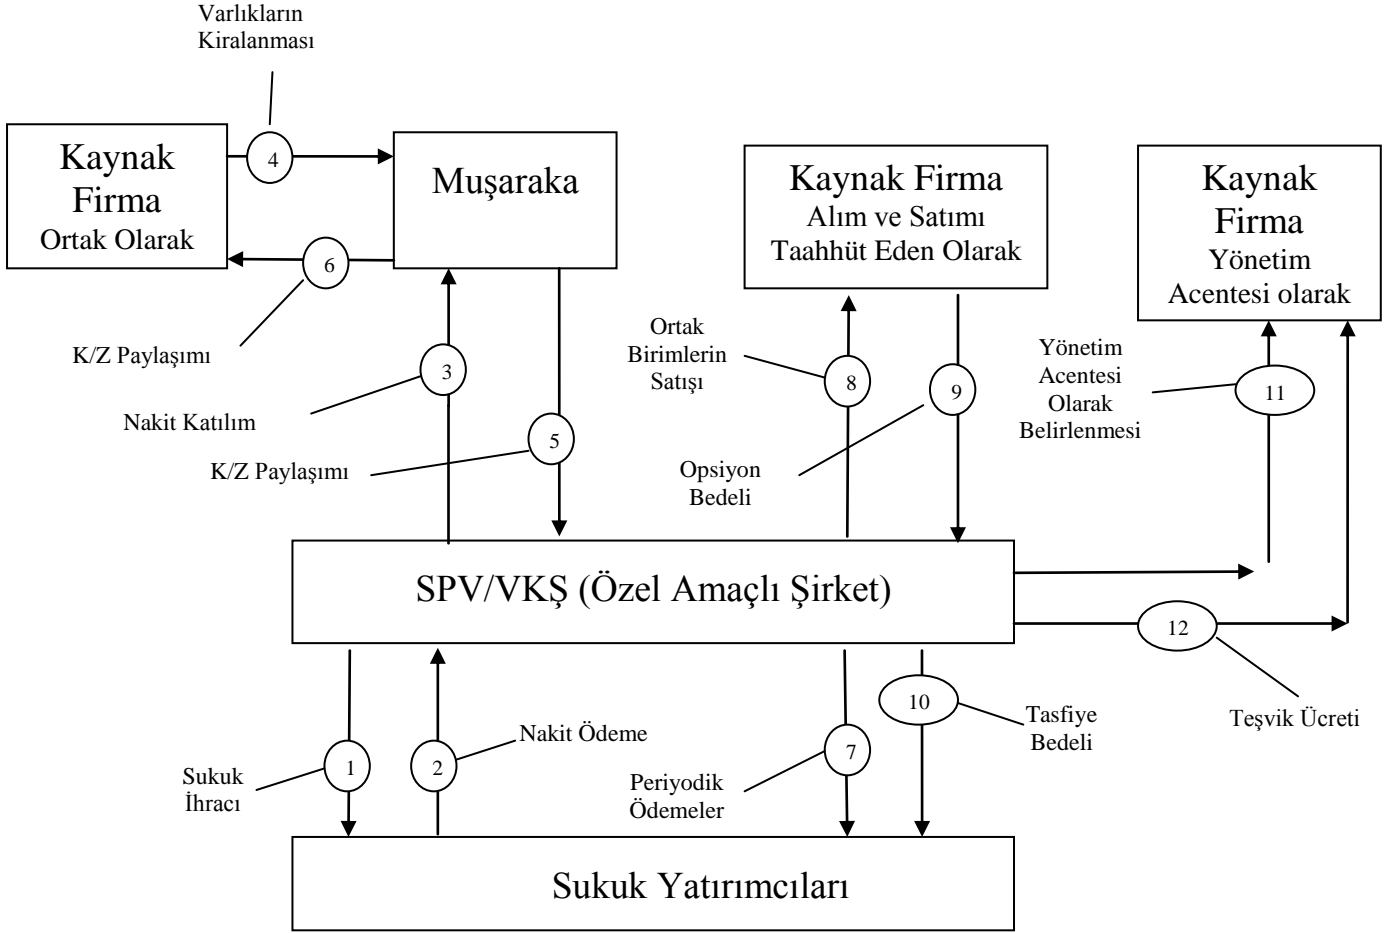 Varlıkların
Kiralanması
Kaynak
Firma
Ortak Olarak
4
6
Muşaraka
Kaynak Firma
Alım ve Satımı
Taahhüt Eden Olarak
Kaynak
Firma
Yönetim
Acentesi olarak
K/Z Paylaşımı
3
Nakit Katılım
5
K/Z Paylaşımı
Ortak
Birimlerin
Satışı
8
9
Opsiyon
Bedeli
Yönetim
Acentesi
Olarak
Belirlenmesi
11
SPV/VKŞ (Özel Amaçlı Şirket)
12
Teşvik Ücreti
Sukuk
İhracı
1
2
Nakit Ödeme
Periyodik
Ödemeler
7
10
Tasfiye
Bedeli
Sukuk Yatırımcıları